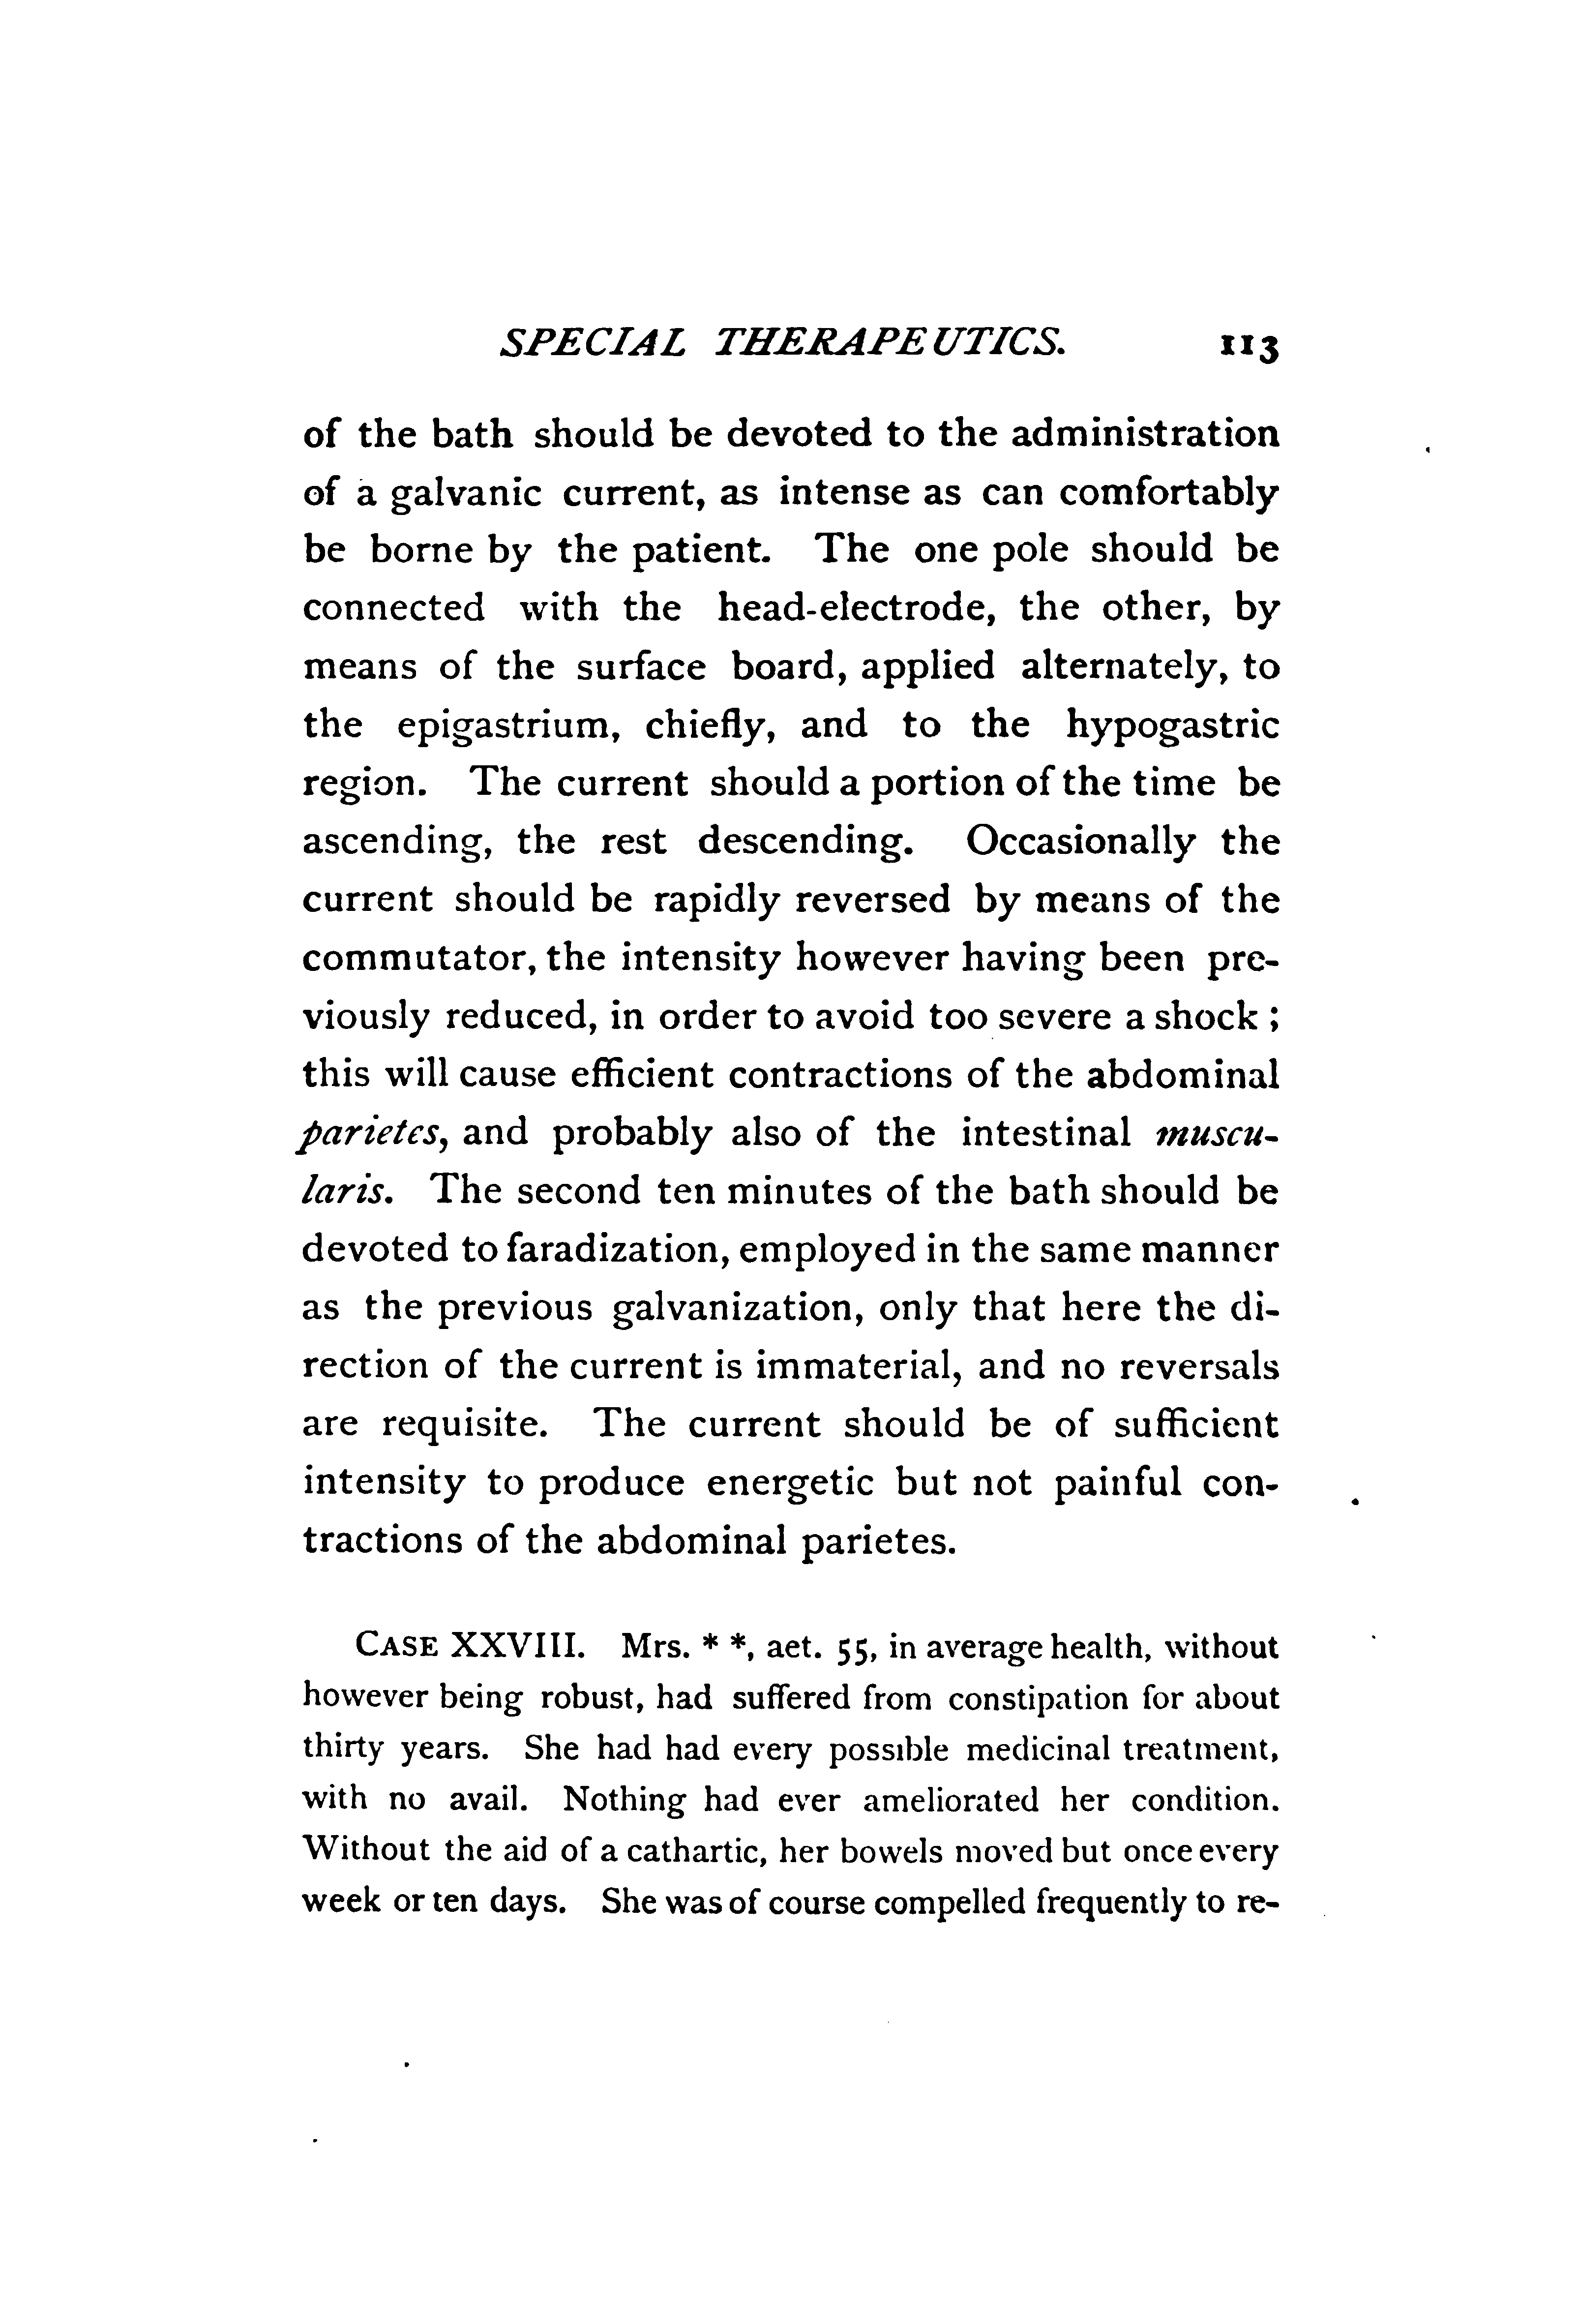 SPECIAL THERAPEUTICS. 113
of the bath should be devoted to the administration
of a galvanic current, as intense as can comfortably
be borne by the patient. The one pole should be
connected with the head-electrode, the other, by
means of the surface board, applied alternately, to
the epigastrium, chiefly, and to the hypogastric
region. The current should a portion of the time be
ascending, the rest descending. Occasionally the
current should be rapidly reversed by means of the
commutator, the intensity however having been pre-
viously reduced, in order to avoid too severe a shock ;
this will cause efficient contractions of the abdominal
parietes, and probably also of the intestinal muscu-
laris. The second ten minutes of the bath should be
devoted to faradization, employed in the same manner
as the previous galvanization, only that here the di-
rection of the current is immaterial, and no reversals
are requisite. The current should be of sufficient
intensity to produce energetic but not painful con-
tractions of the abdominal parietes.
CASE XXVIII. Mrs. * *, aet. 55, in average health, without
however being robust, had suffered from constipation for about
thirty years. She had had every possible medicinal treatment,
with no avail. Nothing had ever ameliorated her condition.
Without the aid of a cathartic, her bowels moved but once every
week or ten days. She was of course compelled frequently to re-